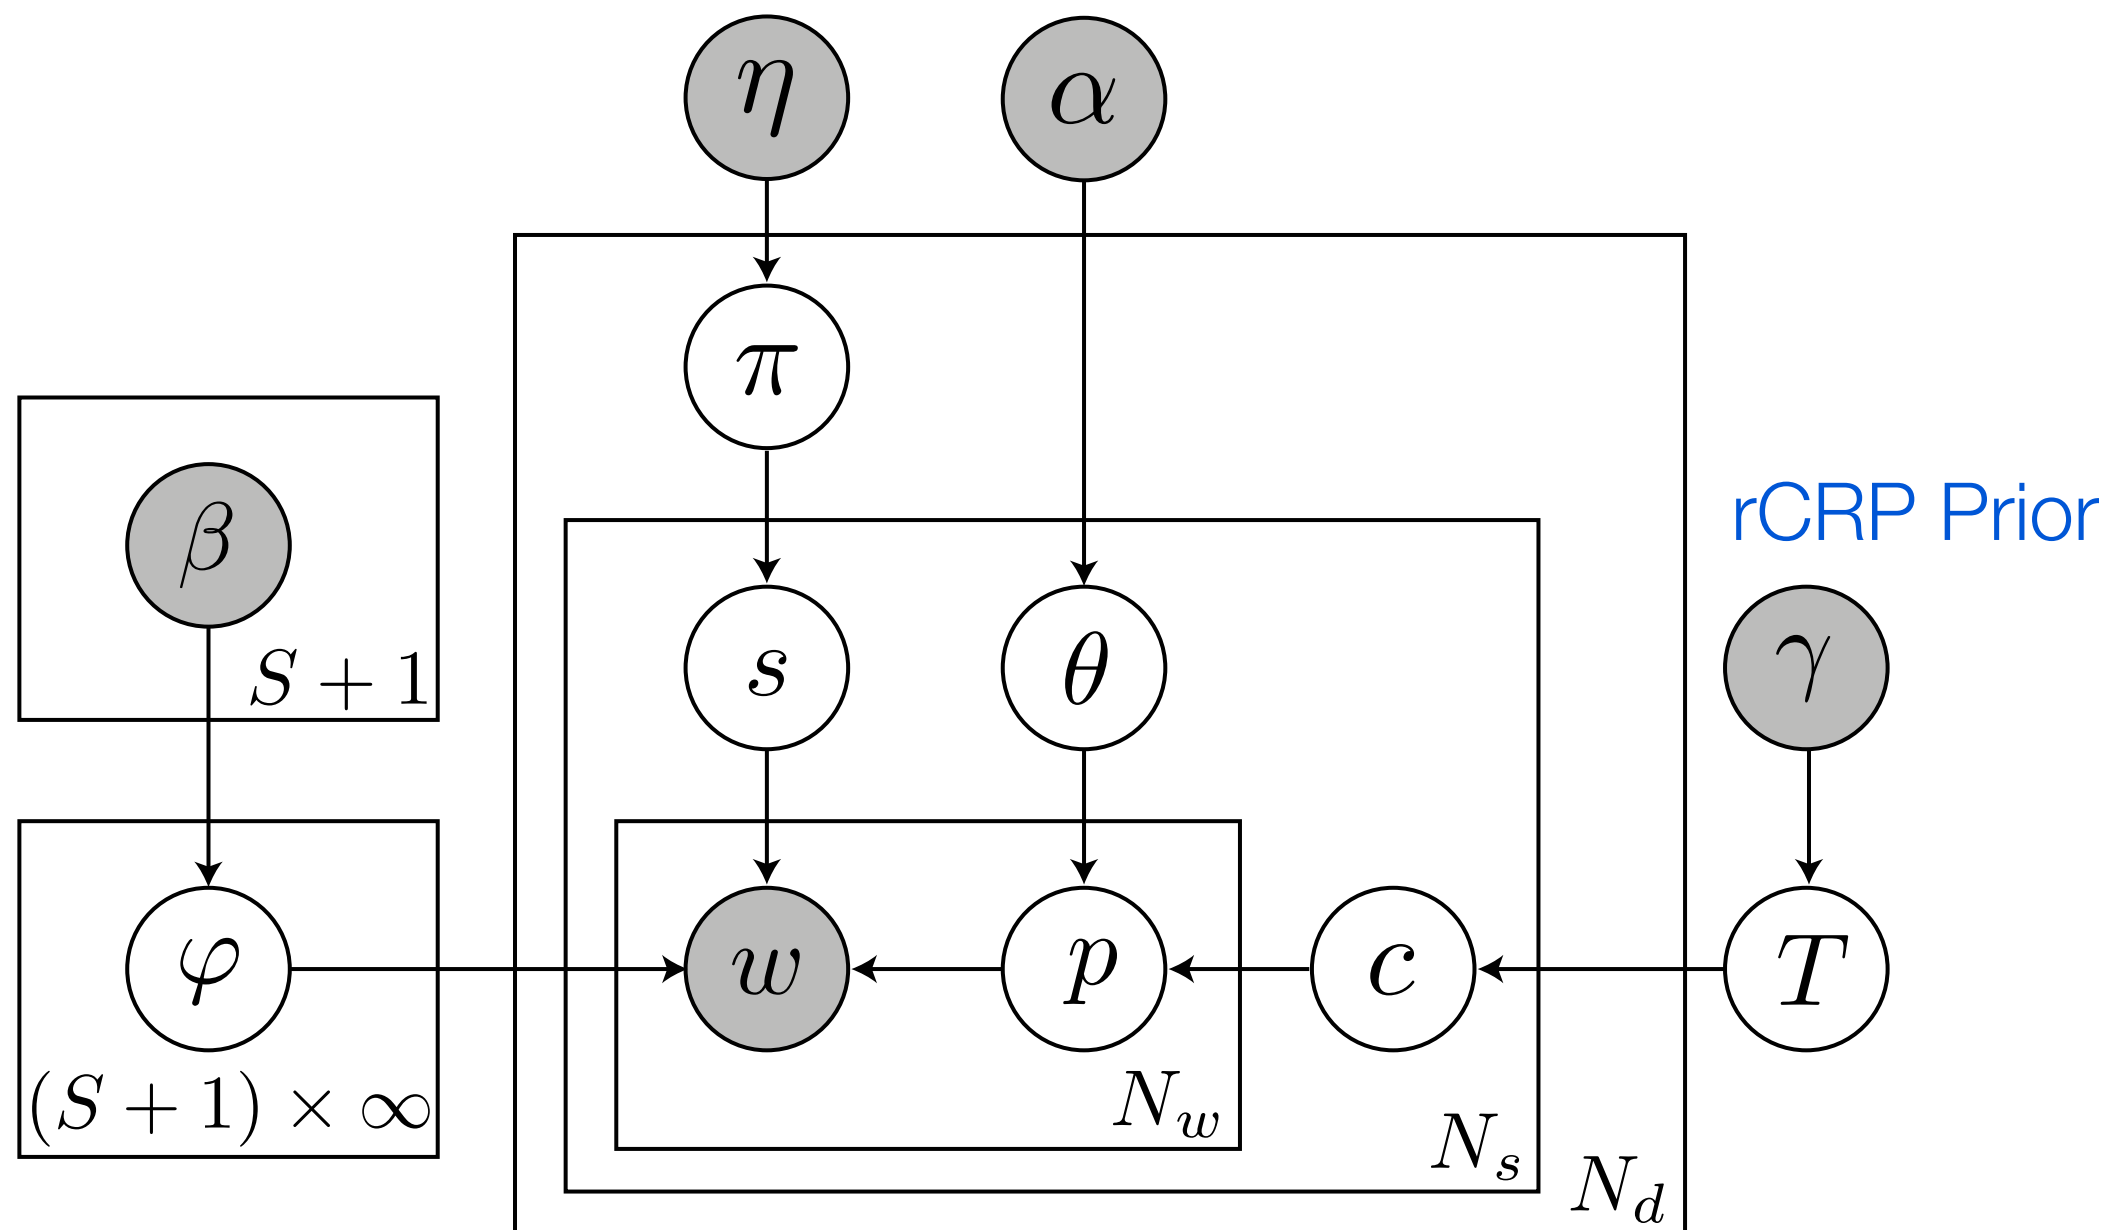 η
α
π
rCRP Prior
β
S + 1
s
θ
γ
φ
w
p
c
T
(S + 1) × ∞
N_w
N_s
N_d